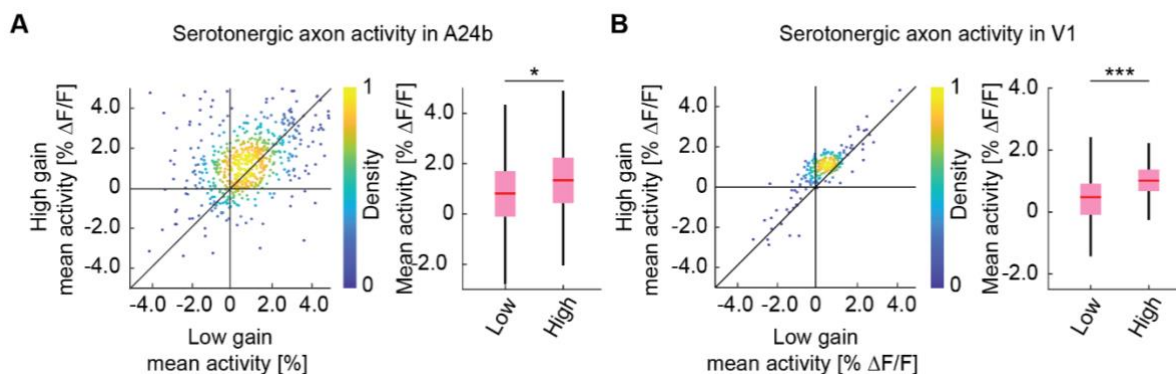 A
Serotonergic axon activity in A24b
High gain
mean activity [% ΔF/F]
4.0
2.0
0
-2.0
-4.0
-4.0 -2.0 0 2.0 4.0
Low gain
mean activity [%]
1
Density
0
Mean activity [% ΔF/F]
4.0
2.0
0
-2.0
*
Low
High
B
Serotonergic axon activity in V1
High gain
mean activity [% ΔF/F]
4.0
2.0
0
-2.0
-4.0
-4.0 -2.0 0 2.0 4.0
Low gain
mean activity [% ΔF/F]
1
Density
0
Mean activity [% ΔF/F]
4.0
2.0
0
-2.0
***
Low
High